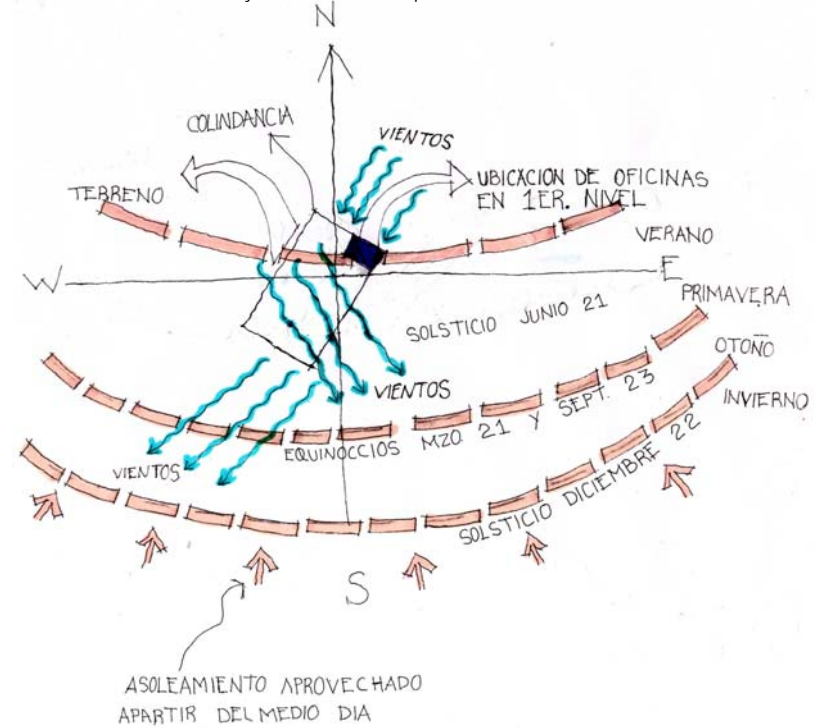 N
COLINDANCIA
VIENTOS
UBICACION DE OFICINAS
EN 1ER. NIVEL
TERRENO
VERANO
W
E
PRIMAVERA
SOLSTICIO JUNIO 21
OTOÑO
INVIERNO
VIENTOS
EQUINOCCIOS MZO. 21 Y SEPT. 23
VIENTOS
SOLSTICIO DICIEMBRE 22
S
ASOLEAMIENTO APROVECHADO
APARTIR DEL MEDIO DIA